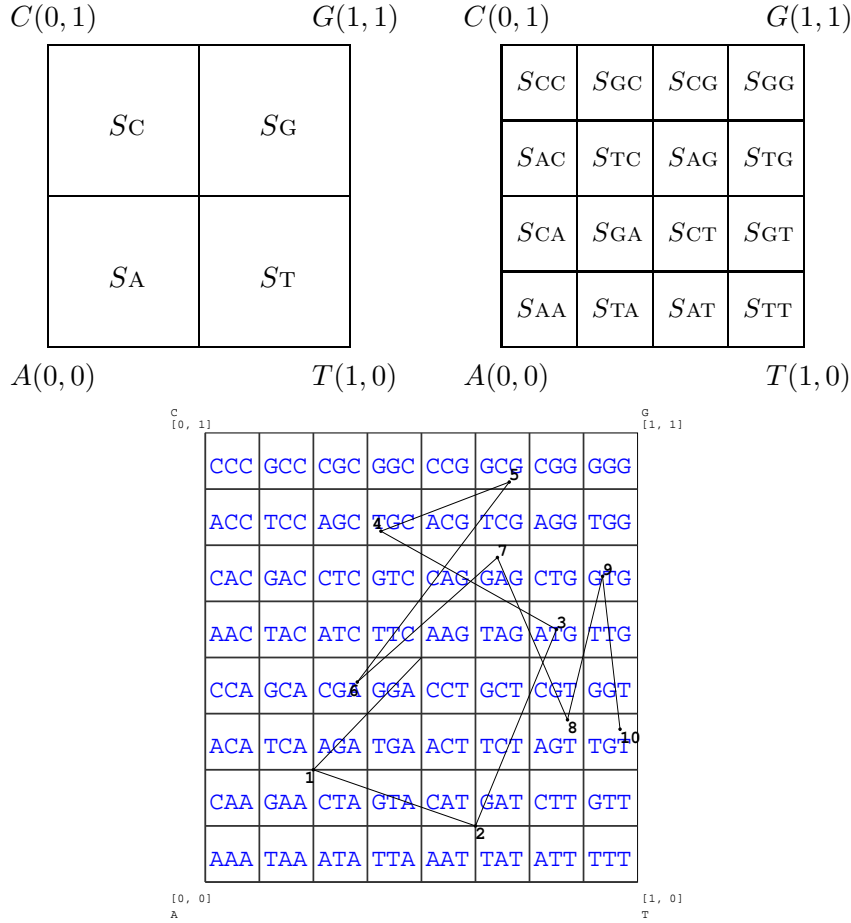 C(0, 1) G(1, 1) C(0, 1) G(1, 1)
SC SG
SA ST
SCC SGC SCG SGG
SAC STC SAG STG
SCA SGA SCT SGT
SAA STA SAT STT
A(0, 0) T(1, 0) A(0, 0) T(1, 0)
C G
[0, 1] [1, 1]
CCC GCC CGC GGC CCG GCG CGG GGG
5
ACC TCC AGC TGC ACG TCG AGG TGG
4
7
CAC GAC CTC GTC CAG GAG CTG GTG
9
AAC TAC ATC TTC AAG TAG ATG TTG
3
CCA GCA CGA GGA CCT GCT CGT GGT
6
8
ACA TCA AGA TGA ACT TCT AGT TGT
10
1
CAA GAA CTA GTA CAT GAT CTT GTT
2
AAA TAA ATA TTA AAT TAT ATT TTT
[0, 0] [1, 0]
A T